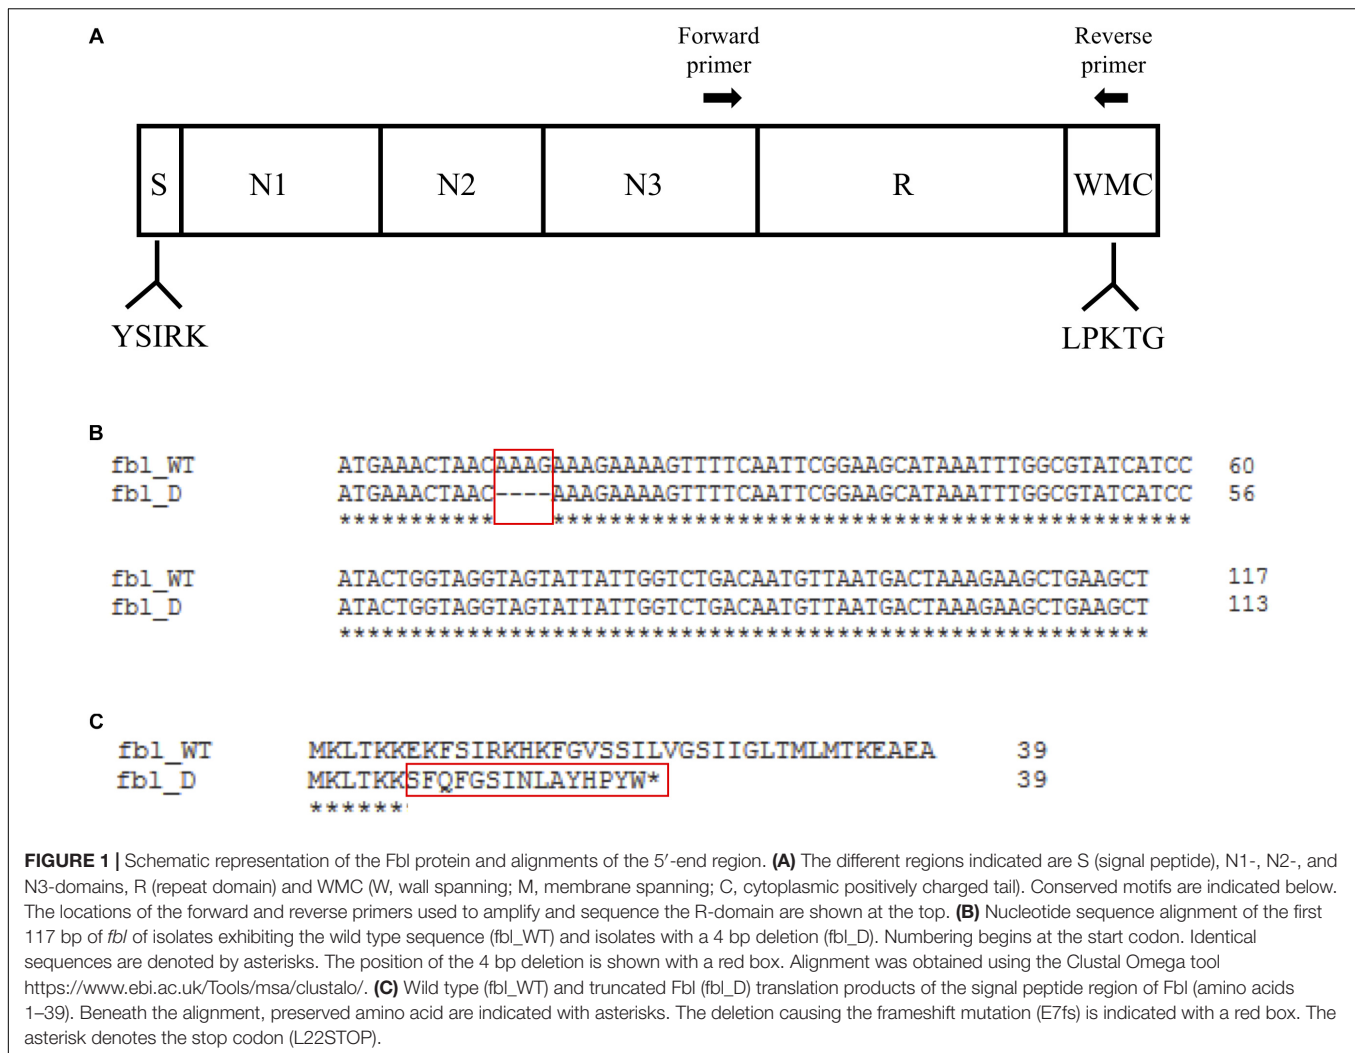 A
Forward primer
Reverse primer
S N1 N2 N3 R WMC
YSIRK
LPKTG
B
fbl_WT ATGAAACTAACAAAGAAAGAAAAGTTTTCAATTCGGAAGCATAAATTTGGCGTATCATCC 60
fbl_D ATGAAACTAAC----AAAGAAAAGTTTTCAATTCGGAAGCATAAATTTGGCGTATCATCC 56
*********** *********************************************
fbl_WT ATACTGGTAGGTAGTATTATTGGTCTGACAATGTTAATGACTAAAGAAGCTGAAGCT 117
fbl_D ATACTGGTAGGTAGTATTATTGGTCTGACAATGTTAATGACTAAAGAAGCTGAAGCT 113
*********************************************************
C
fbl_WT MKLTKKEKFSIRKHKFGVSSILVGSIIGLTMLMTKEAEA 39
fbl_D MKLTKKSFQFGSINLAYHPYW* 39
******
FIGURE 1 | Schematic representation of the Fbl protein and alignments of the 5′-end region. (A) The different regions indicated are S (signal peptide), N1-, N2-, and
N3-domains, R (repeat domain) and WMC (W, wall spanning; M, membrane spanning; C, cytoplasmic positively charged tail). Conserved motifs are indicated below.
The locations of the forward and reverse primers used to amplify and sequence the R-domain are shown at the top. (B) Nucleotide sequence alignment of the first
117 bp of fbl of isolates exhibiting the wild type sequence (fbl_WT) and isolates with a 4 bp deletion (fbl_D). Numbering begins at the start codon. Identical
sequences are denoted by asterisks. The position of the 4 bp deletion is shown with a red box. Alignment was obtained using the Clustal Omega tool
https://www.ebi.ac.uk/Tools/msa/clustalo/. (C) Wild type (fbl_WT) and truncated Fbl (fbl_D) translation products of the signal peptide region of Fbl (amino acids
1–39). Beneath the alignment, preserved amino acid are indicated with asterisks. The deletion causing the frameshift mutation (E7fs) is indicated with a red box. The
asterisk denotes the stop codon (L22STOP).